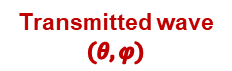 Transmitted wave
(θ, φ)